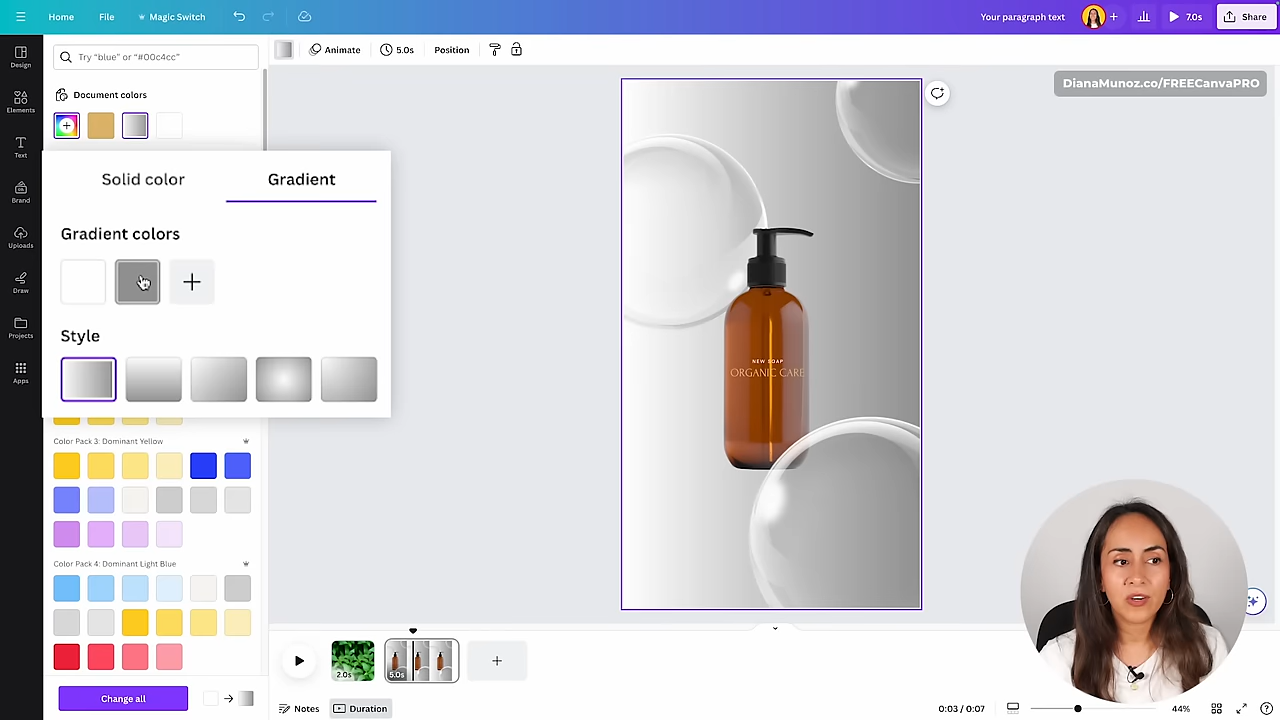 Home
File
Magic Switch
Your paragraph text
7.0s
Share
Design
Elements
Text
Brand
Uploads
Draw
Projects
Apps
Try “blue” or “#00c4cc”
Animate
5.0s
Position
DianaMunoz.co/FREECanvaPRO
Document colors
Solid color
Gradient
Gradient colors
Style
NEW SOAP
ORGANIC CARE
Color Pack 3: Dominant Yellow
Color Pack 4: Dominant Light Blue
Change all
2.0s
5.0s
Notes
Duration
0:03 / 0:07
44%